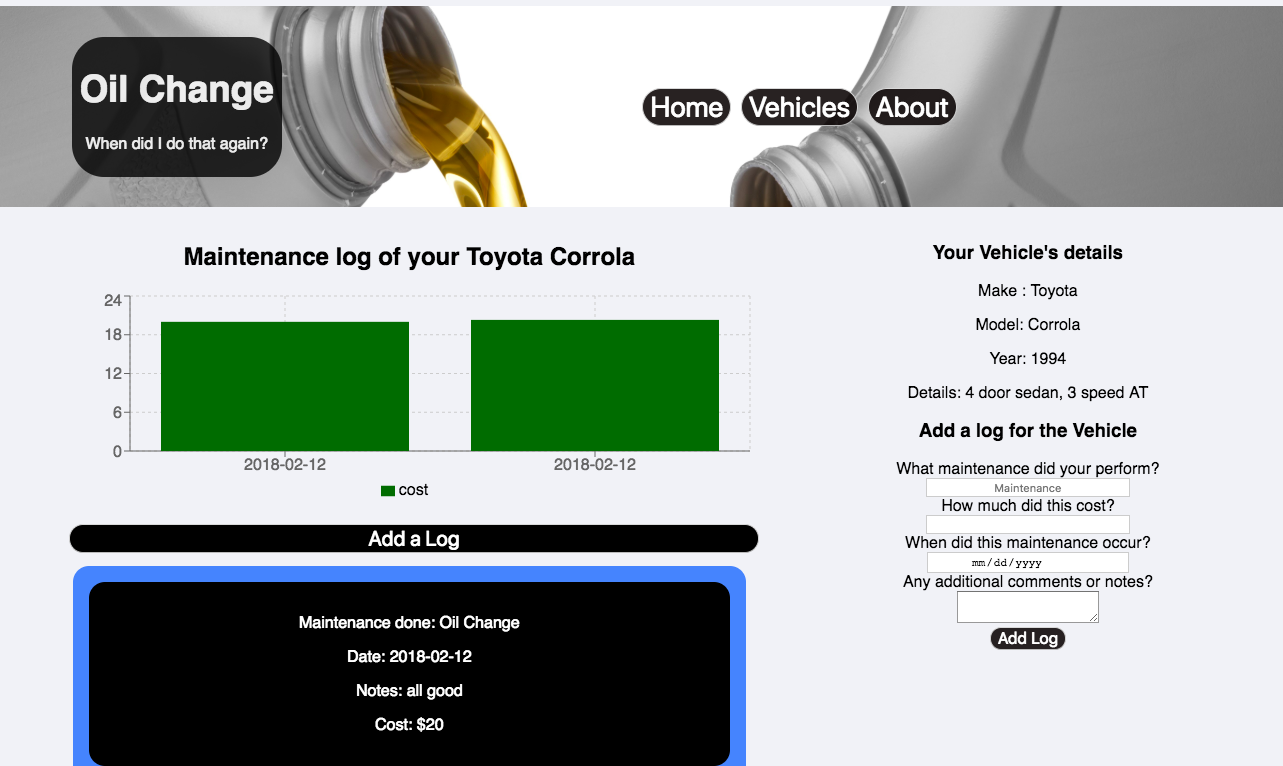 Oil Change
When did I do that again?
Home Vehicles About
Maintenance log of your Toyota Corrola
24
18
12
6
0
2018-02-12 2018-02-12
cost
Add a Log
Maintenance done: Oil Change
Date: 2018-02-12
Notes: all good
Cost: $20
Your Vehicle's details
Make : Toyota
Model: Corrola
Year: 1994
Details: 4 door sedan, 3 speed AT
Add a log for the Vehicle
What maintenance did your perform?
Maintenance
How much did this cost?
When did this maintenance occur?
mm/dd/yyyy
Any additional comments or notes?
Add Log